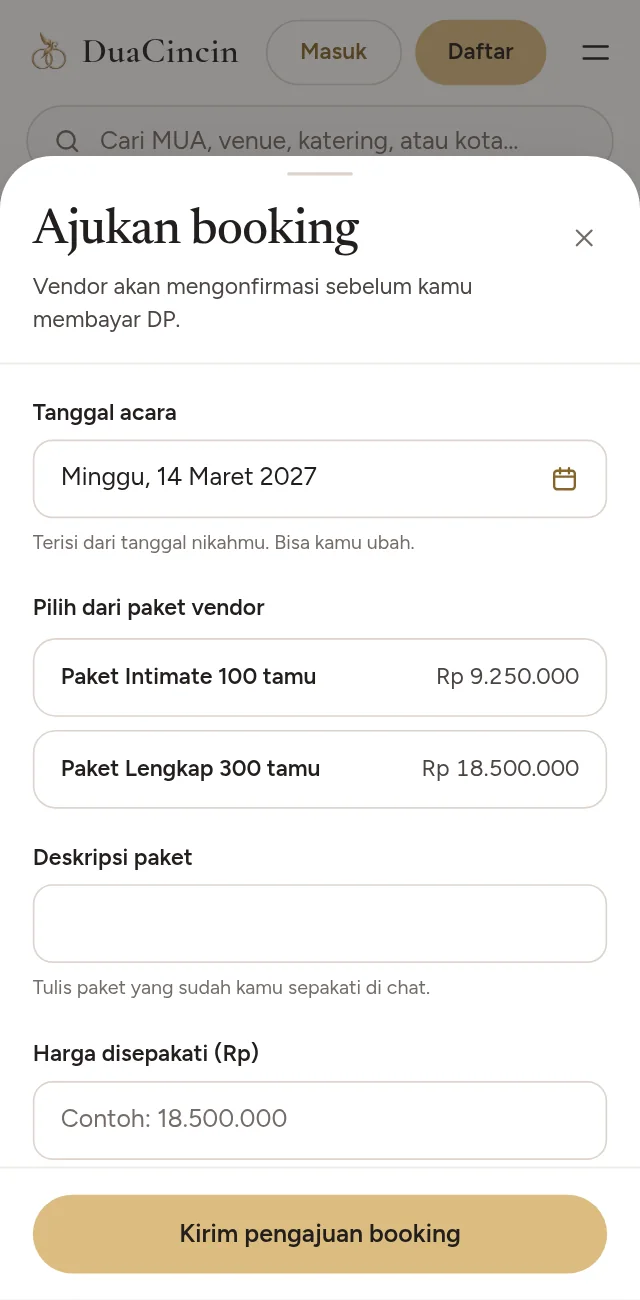 DuaCincin
Masuk
Daftar
Cari MUA, venue, katering, atau kota...
Ajukan booking
Vendor akan mengonfirmasi sebelum kamu
membayar DP.
Tanggal acara
Minggu, 14 Maret 2027
Terisi dari tanggal nikahmu. Bisa kamu ubah.
Pilih dari paket vendor
Paket Intimate 100 tamu Rp 9.250.000
Paket Lengkap 300 tamu Rp 18.500.000
Deskripsi paket
Tulis paket yang sudah kamu sepakati di chat.
Harga disepakati (Rp)
Contoh: 18.500.000
Kirim pengajuan booking